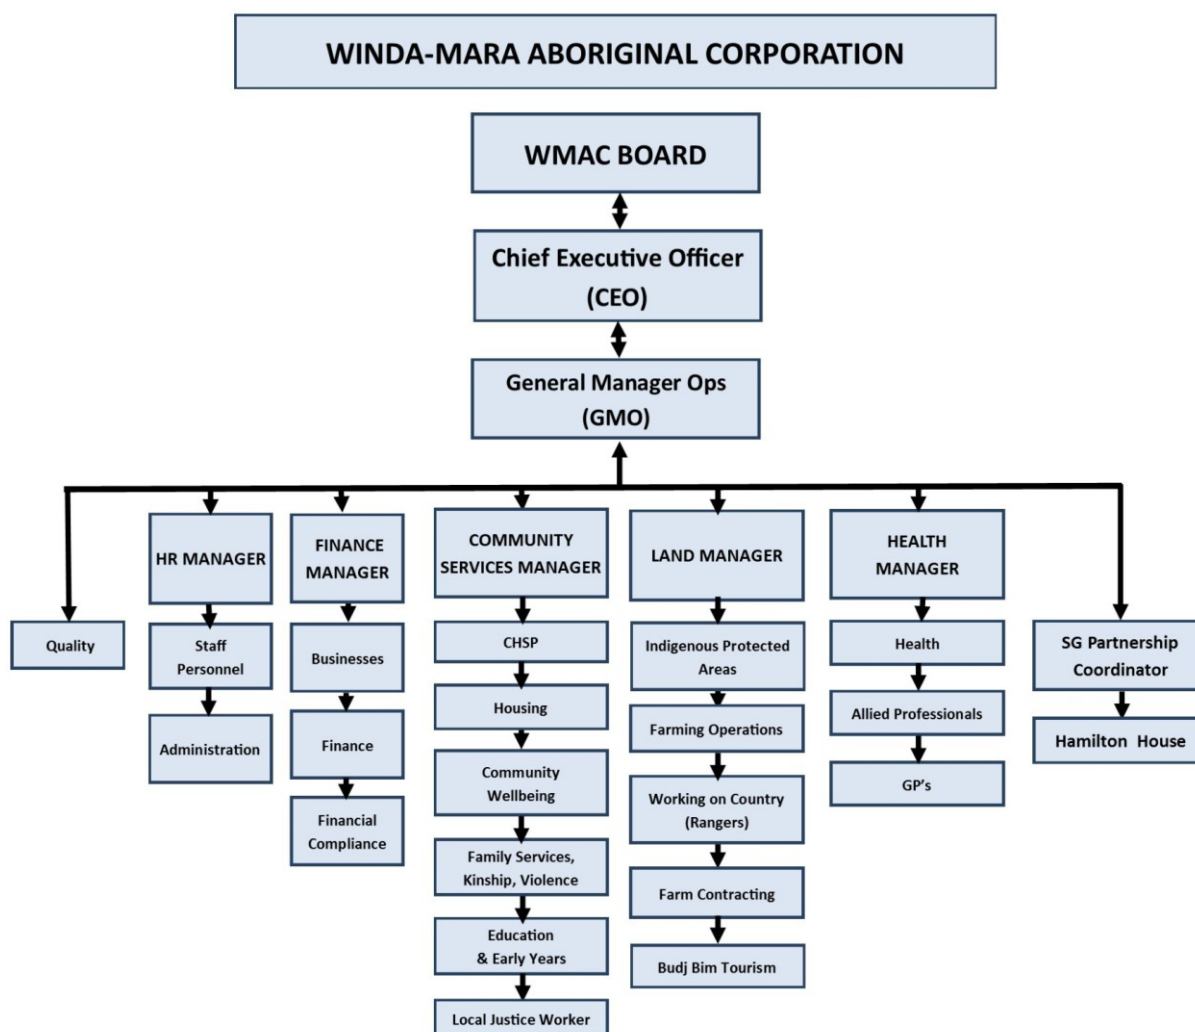 WINDA-MARA ABORIGINAL CORPORATION
WMAC BOARD
Chief Executive Officer
(CEO)
General Manager Ops
(GMO)
HR MANAGER
FINANCE
MANAGER
COMMUNITY
SERVICES MANAGER
LAND MANAGER
HEALTH
MANAGER
Quality
Staff
Personnel
Administration
Businesses
Finance
Financial
Compliance
CHSP
Housing
Community
Wellbeing
Family Services,
Kinship, Violence
Education
& Early Years
Local Justice Worker
Indigenous Protected
Areas
Farming Operations
Working on Country
(Rangers)
Farm Contracting
Budj Bim Tourism
Health
Allied Professionals
GP's
SG Partnership
Coordinator
Hamilton House